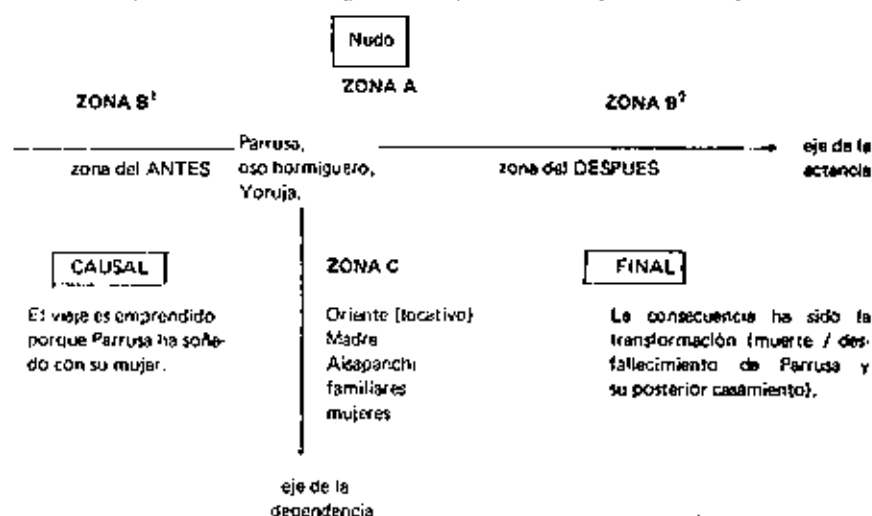 Nudo
ZONA A
ZONA B¹
ZONA B²
Parrusa,
oso hormiguero,
Yoruja.
zona del ANTES
zona del DESPUES
eje de la
actancia
CAUSAL
ZONA C
FINAL
El viaje es emprendido
porque Parrusa ha soña-
do con su mujer.
Oriente (locativo)
Madre
Aisapanchi
familiares
mujeres
La consecuencia ha sido la
transformación (muerte / des-
fallecimiento de Parrusa y
su posterior casamiento).
eje de la
dependencia